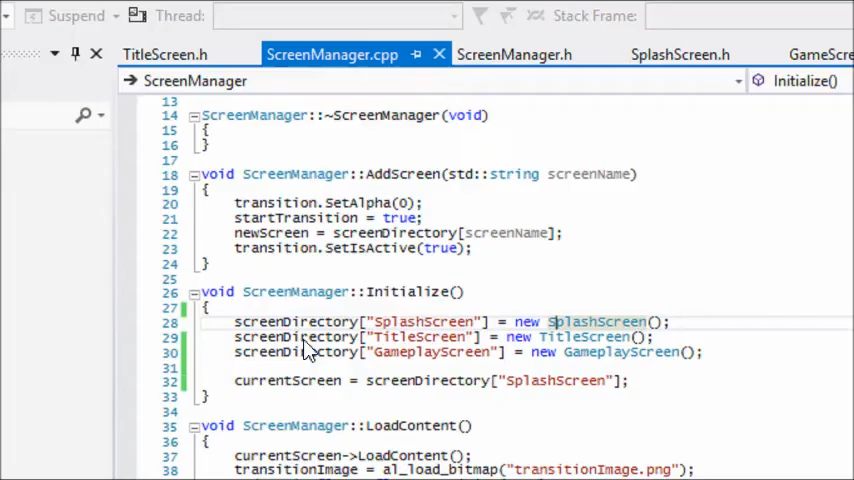 Suspend Thread: Stack Frame:
TitleScreen.h ScreenManager.cpp ScreenManager.h SplashScreen.h GameScre
ScreenManager Initialize()
13
14 ScreenManager::~ScreenManager(void)
15 {
16 }
17
18 void ScreenManager::AddScreen(std::string screenName)
19 {
20 transition.SetAlpha(0);
21 startTransition = true;
22 newScreen = screenDirectory[screenName];
23 transition.SetIsActive(true);
24 }
25
26 void ScreenManager::Initialize()
27 {
28 screenDirectory["SplashScreen"] = new SplashScreen();
29 screenDirectory["TitleScreen"] = new TitleScreen();
30 screenDirectory["GameplayScreen"] = new GameplayScreen();
31
32 currentScreen = screenDirectory["SplashScreen"];
33 }
34
35 void ScreenManager::LoadContent()
36 {
37 currentScreen->LoadContent();
38 transitionImage = al_load_bitmap("transitionImage.png");